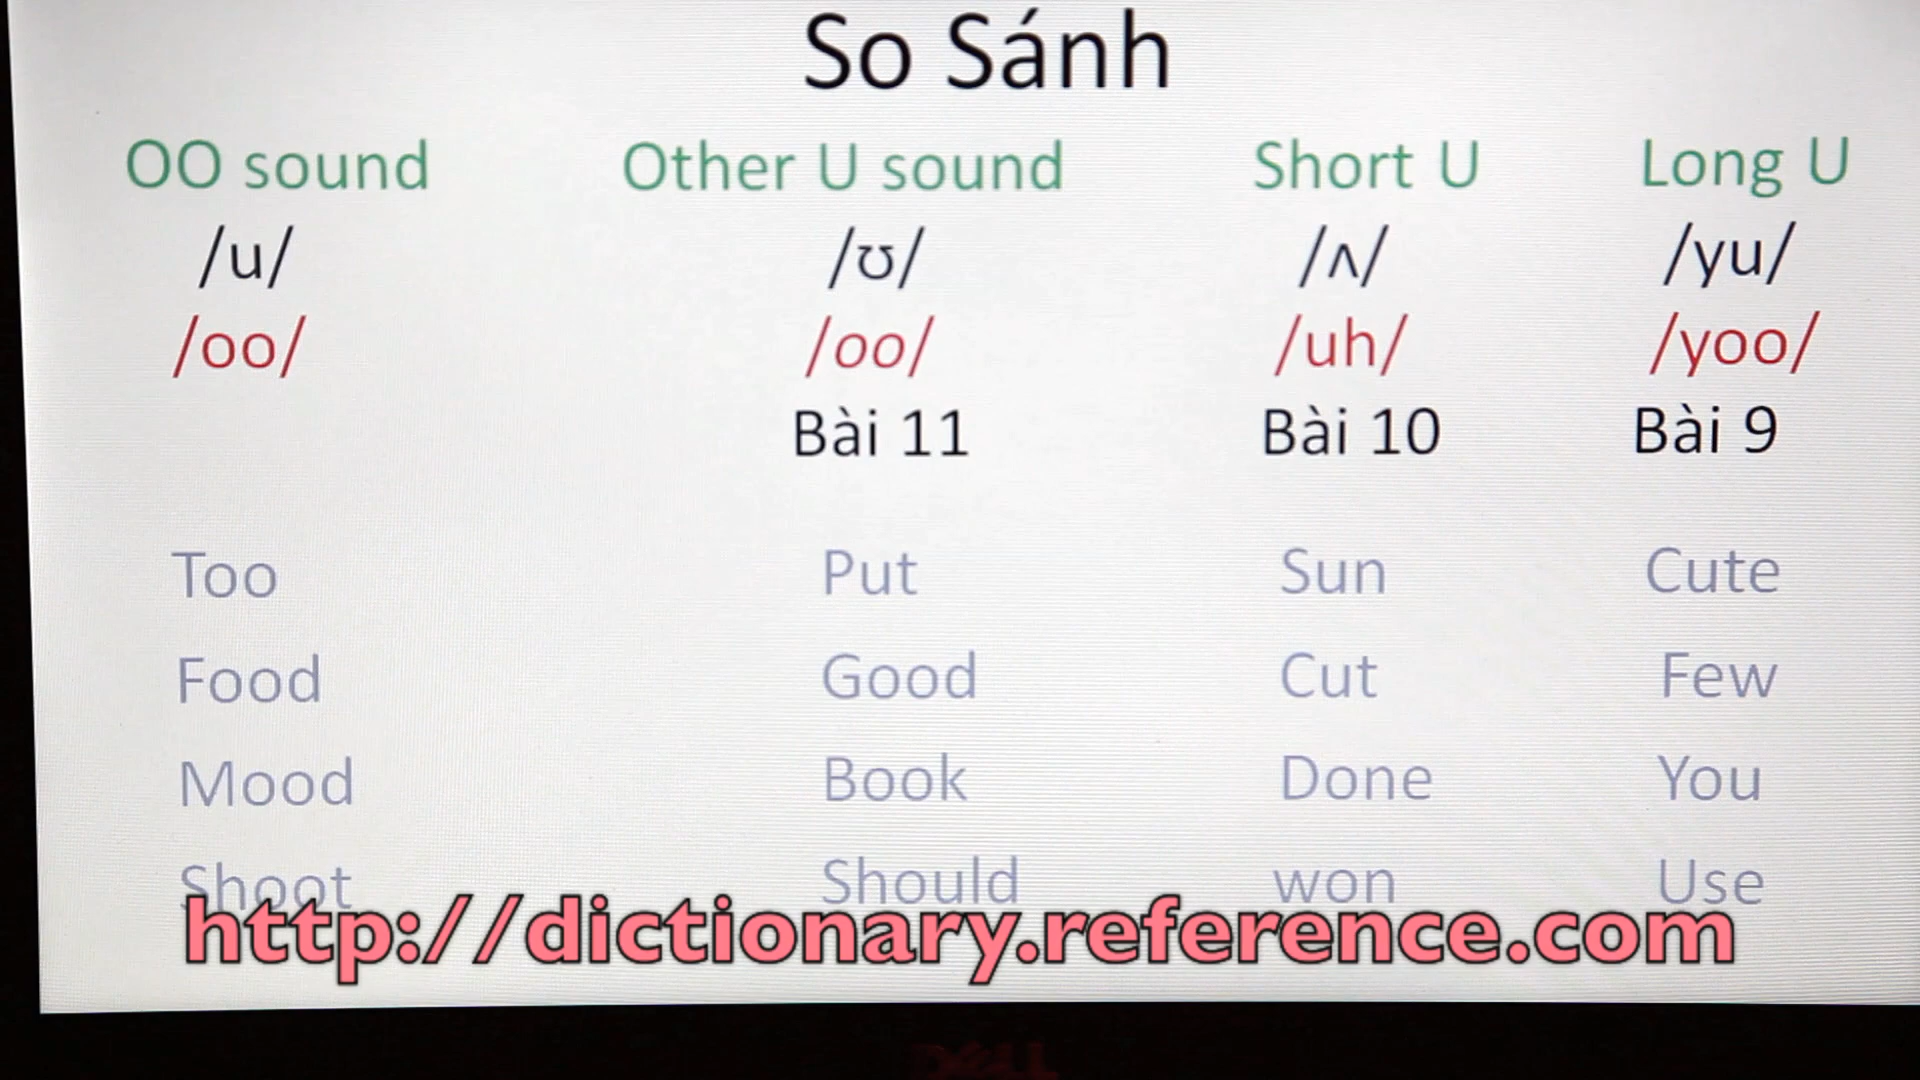 So Sánh
OO sound Other U sound Short U Long U
/u/ /ʊ/ /ʌ/ /yu/
/oo/ /oo/ /uh/ /yoo/
Bài 11 Bài 10 Bài 9
Too Put Sun Cute
Food Good Cut Few
Mood Book Done You
Shoot Should won Use
http://dictionary.reference.com
DELL